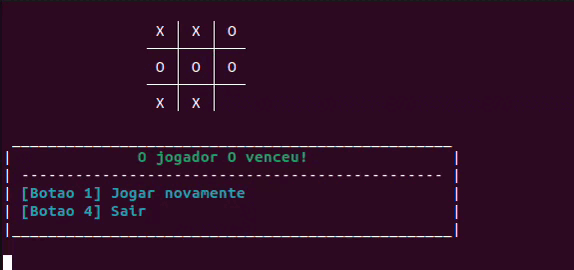 X | X | O
O | O | O
X | X |
O jogador O venceu!
[Botao 1] Jogar novamente
[Botao 4] Sair